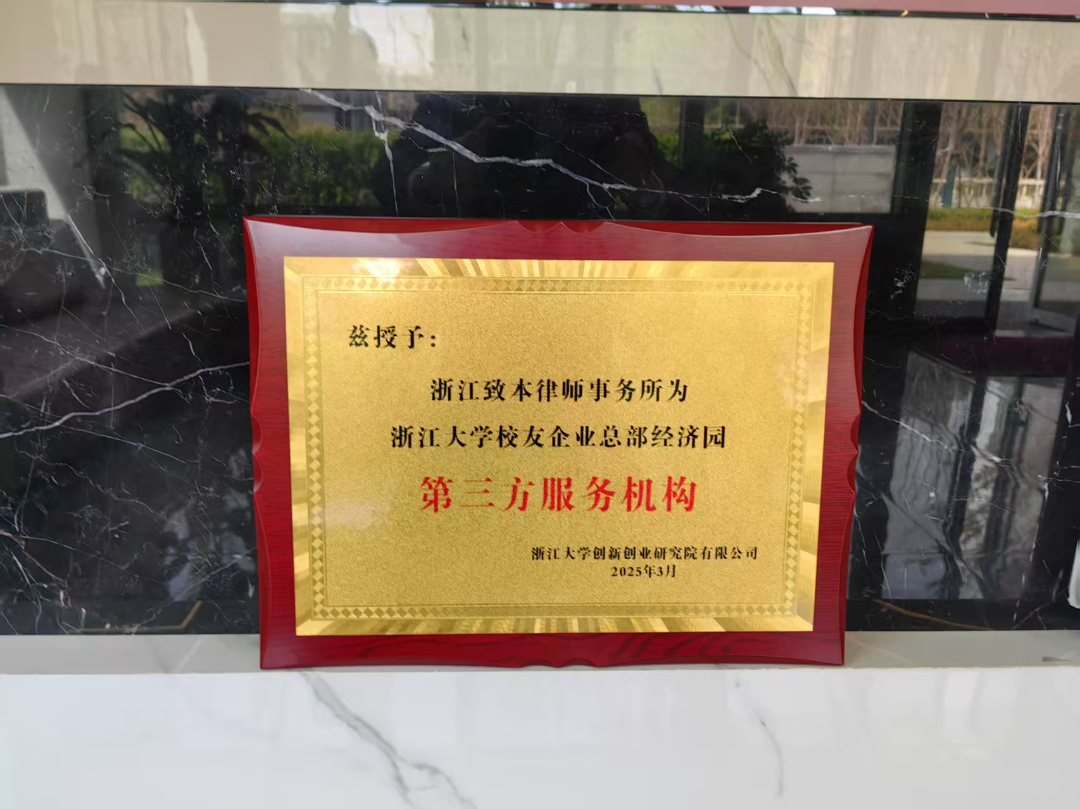 兹授予：
浙江致本律师事务所为
浙江大学校友企业总部经济园
第三方服务机构
浙江大学创新创业研究院有限公司
2025年3月